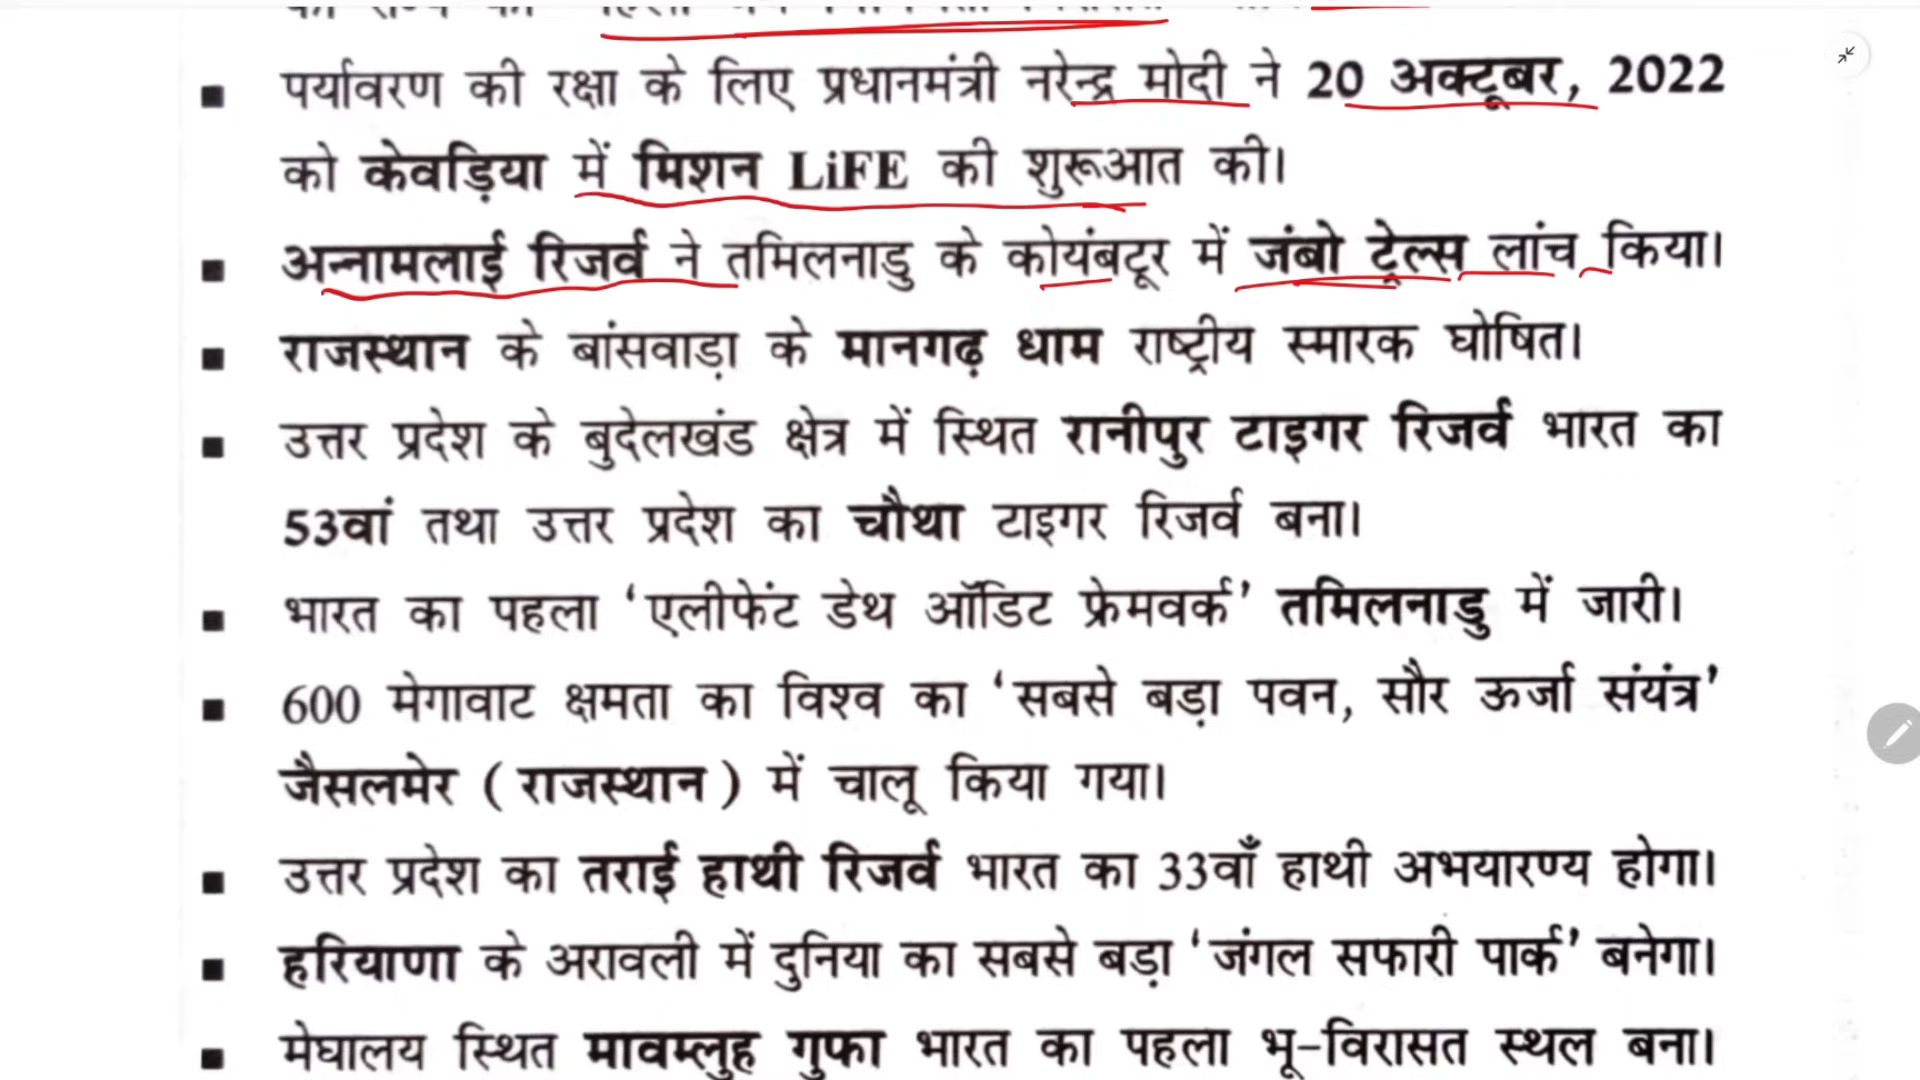 ■ पर्यावरण की रक्षा के लिए प्रधानमंत्री नरेन्द्र मोदी ने 20 अक्टूबर, 2022
को केवड़िया में मिशन LiFE की शुरूआत की।
■ अन्नामलाई रिजर्व ने तमिलनाडु के कोयंबटूर में जंबो ट्रेल्स लांच किया।
■ राजस्थान के बांसवाड़ा के मानगढ़ धाम राष्ट्रीय स्मारक घोषित।
■ उत्तर प्रदेश के बुदेलखंड क्षेत्र में स्थित रानीपुर टाइगर रिजर्व भारत का
53वां तथा उत्तर प्रदेश का चौथा टाइगर रिजर्व बना।
■ भारत का पहला ‘एलीफेंट डेथ ऑडिट फ्रेमवर्क’ तमिलनाडु में जारी।
■ 600 मेगावाट क्षमता का विश्व का ‘सबसे बड़ा पवन, सौर ऊर्जा संयंत्र’
जैसलमेर ( राजस्थान ) में चालू किया गया।
■ उत्तर प्रदेश का तराई हाथी रिजर्व भारत का 33वाँ हाथी अभयारण्य होगा।
■ हरियाणा के अरावली में दुनिया का सबसे बड़ा ‘जंगल सफारी पार्क’ बनेगा।
■ मेघालय स्थित मावम्लुह गुफा भारत का पहला भू-विरासत स्थल बना।